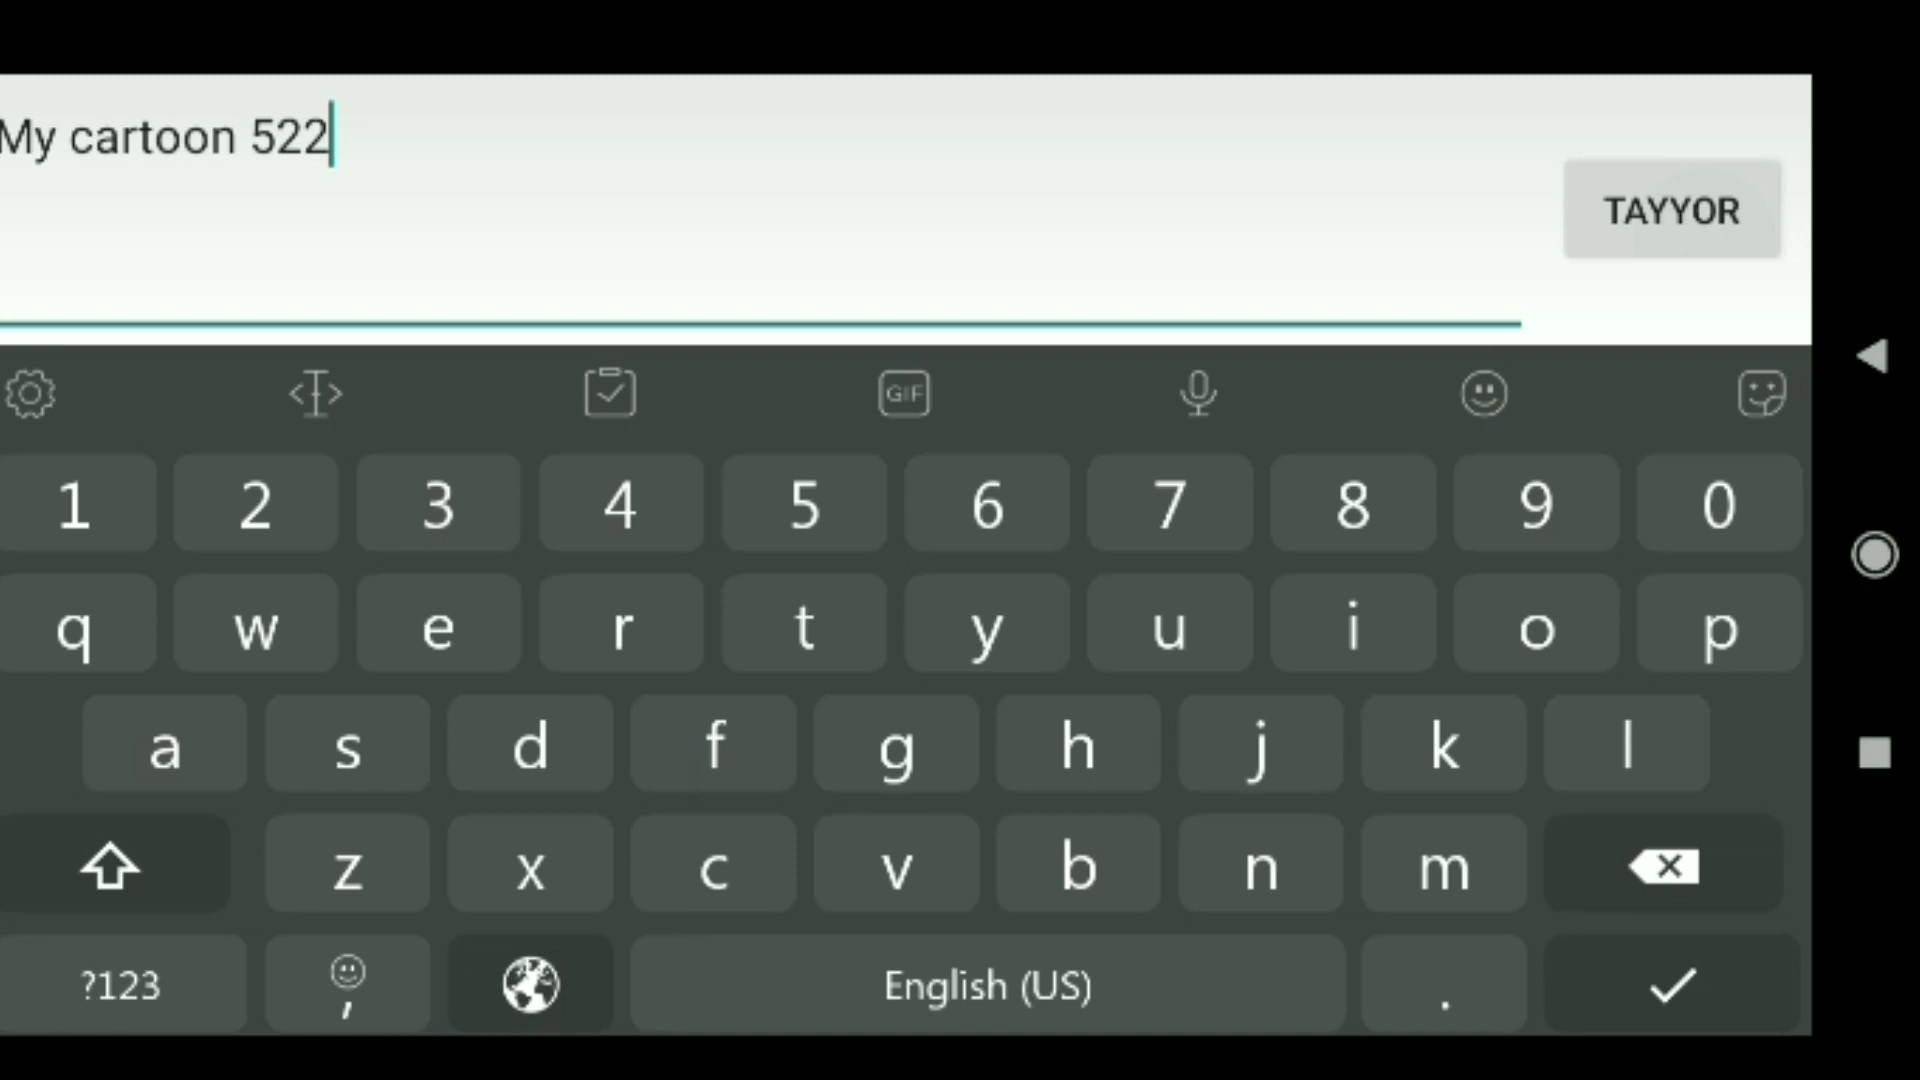 My cartoon 522
TAYYOR
GIF
1 2 3 4 5 6 7 8 9 0
q w e r t y u i o p
a s d f g h j k l
z x c v b n m
?123 , English (US) .